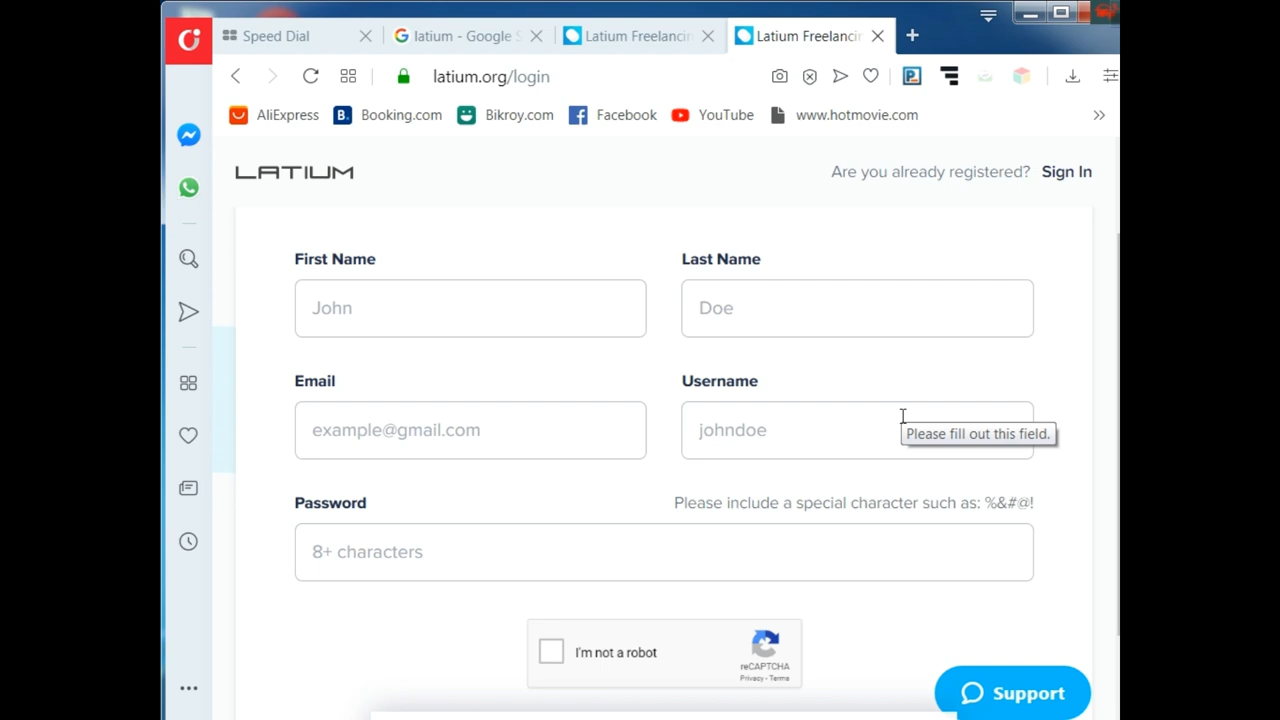 Speed Dial
latium - Google S
Latium Freelancin
Latium Freelancin
latium.org/login
AliExpress
B. Booking.com
Bikroy.com
Facebook
YouTube
www.hotmovie.com
LATIUM
Are you already registered? Sign In
First Name
Last Name
John
Doe
Email
Username
example@gmail.com
johndoe
Please fill out this field.
Password
Please include a special character such as: %&#@!
8+ characters
I'm not a robot
reCAPTCHA
Privacy - Terms
Support